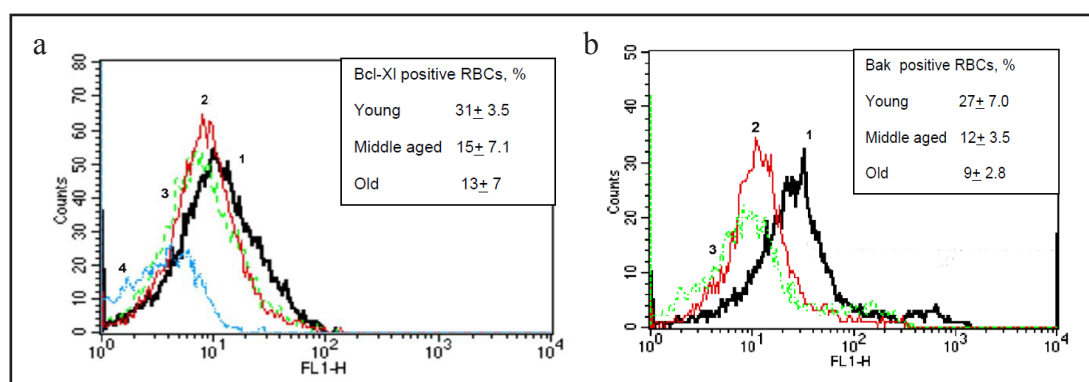 a
Bcl-Xl positive RBCs, %
Young 31± 3.5
Middle aged 15± 7.1
Old 13± 7
80
70
60
50
40
30
20
10
0
Counts
2
1
3
4
10⁰ 10¹ 10² 10³ 10⁴
FL1-H
b
Bak positive RBCs, %
Young 27± 7.0
Middle aged 12± 3.5
Old 9± 2.8
50
40
30
20
10
0
Counts
2
1
3
10⁰ 10¹ 10² 10³ 10⁴
FL1-H